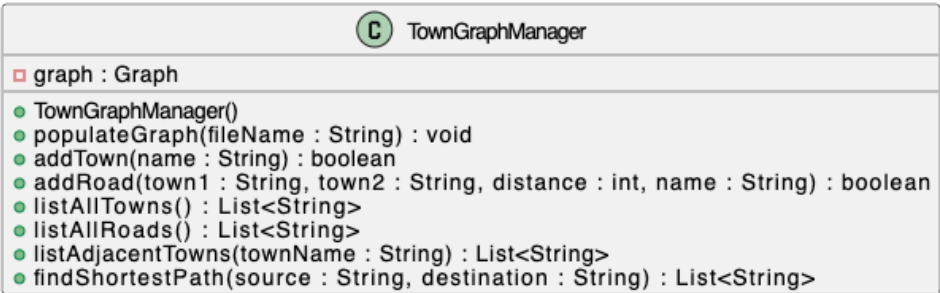 C TownGraphManager
graph : Graph
TownGraphManager()
populateGraph(fileName : String) : void
addTown(name : String) : boolean
addRoad(town1 : String, town2 : String, distance : int, name : String) : boolean
listAllTowns() : List<String>
listAllRoads() : List<String>
listAdjacentTowns(townName : String) : List<String>
findShortestPath(source : String, destination : String) : List<String>